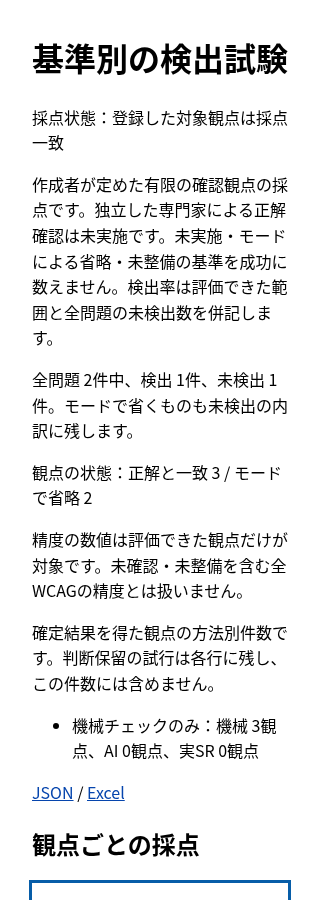 基準別の検出試験
採点状態：登録した対象観点は採点
一致
作成者が定めた有限の確認観点の採
点です。独立した専門家による正解
確認は未実施です。未実施・モード
による省略・未整備の基準を成功に
数えません。検出率は評価できた範
囲と全問題の未検出数を併記しま
す。
全問題 2件中、検出 1件、未検出 1
件。モードで省くものも未検出の内
訳に残します。
観点の状態：正解と一致 3 / モード
で省略 2
精度の数値は評価できた観点だけが
対象です。未確認・未整備を含む全
WCAGの精度とは扱いません。
確定結果を得た観点の方法別件数で
す。判断保留の試行は各行に残し、
この件数には含めません。
• 機械チェックのみ：機械 3観
点、AI 0観点、実SR 0観点
JSON / Excel
観点ごとの採点